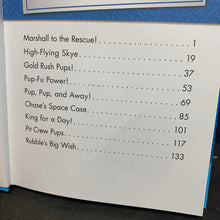 Marshall to the Rescue! 1
High-Flying Skye 19
Gold Rush Pups! 37
Pup-Fu Power! 53
Pup, Pup, and Away! 69
Chase's Space Case 85
King for a Day! 101
Pit Crew Pups 117
Rubble's Big Wish 133